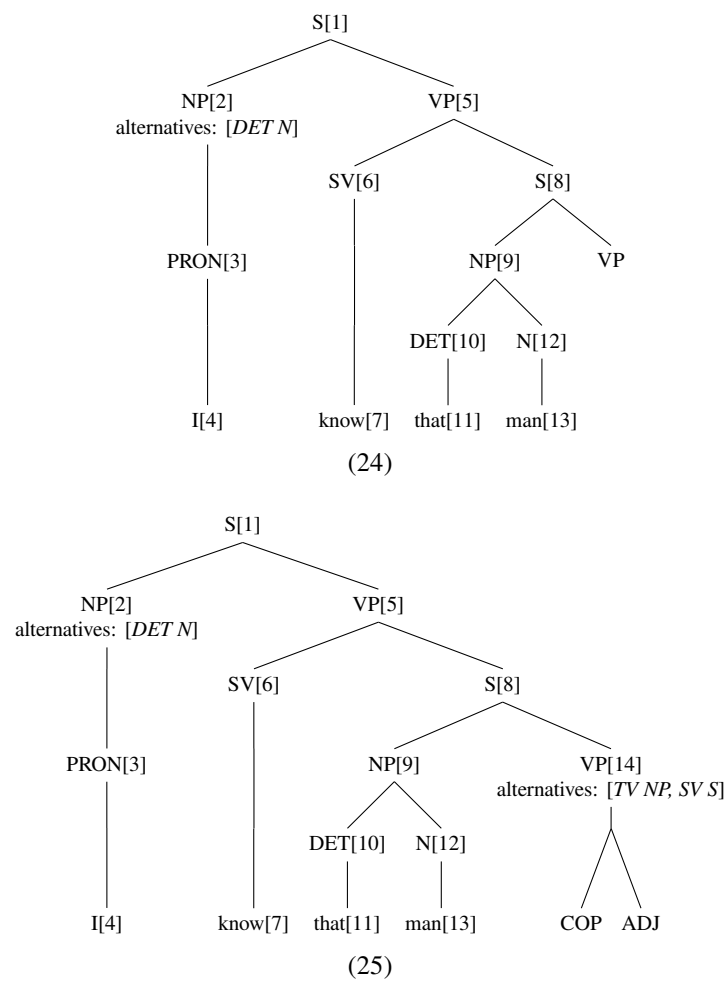 S[1]
NP[2] VP[5]
alternatives: [DET N]
SV[6] S[8]
PRON[3] NP[9] VP
DET[10] N[12]
I[4] know[7] that[11] man[13]
(24)
S[1]
NP[2] VP[5]
alternatives: [DET N]
SV[6] S[8]
PRON[3] NP[9] VP[14]
alternatives: [TV NP, SV S]
DET[10] N[12]
I[4] know[7] that[11] man[13] COP ADJ
(25)